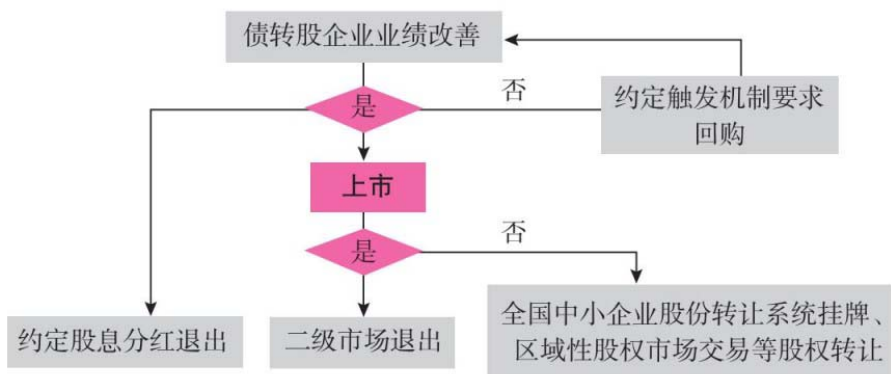 债转股企业业绩改善
否
约定触发机制要求
回购
是
上市
否
是
约定股息分红退出
二级市场退出
全国中小企业股份转让系统挂牌、
区域性股权市场交易等股权转让